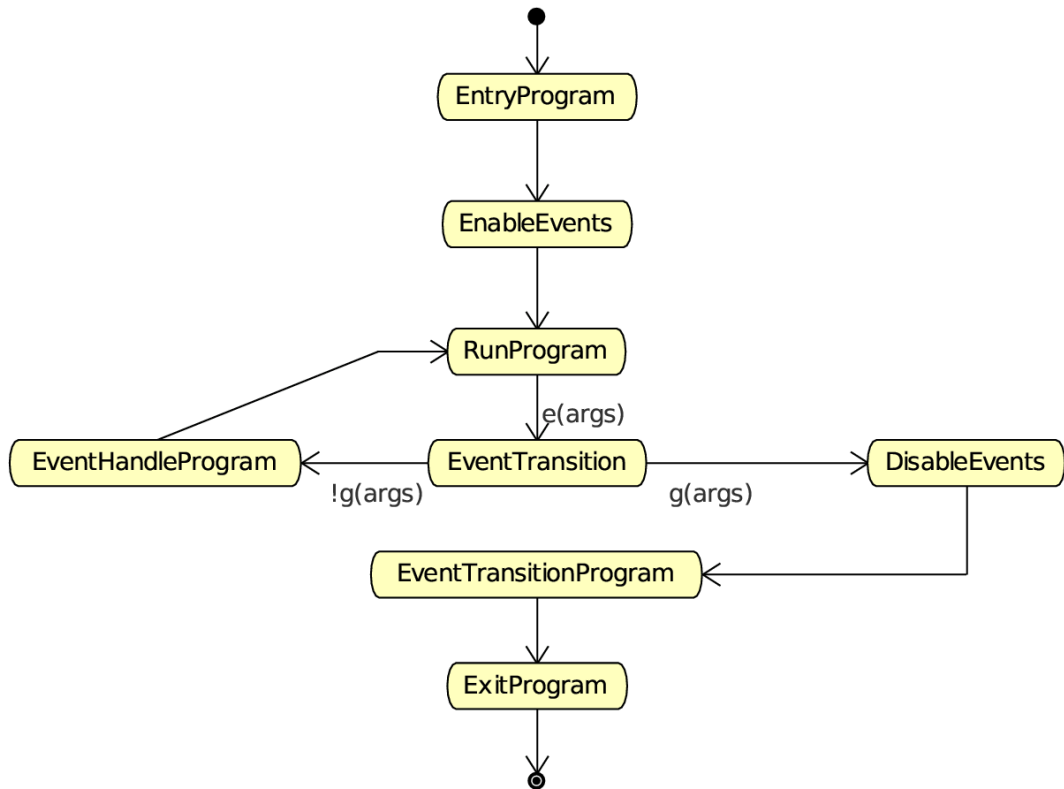 EntryProgram
EnableEvents
RunProgram
e(args)
EventHandleProgram
EventTransition
DisableEvents
!g(args)
g(args)
EventTransitionProgram
ExitProgram